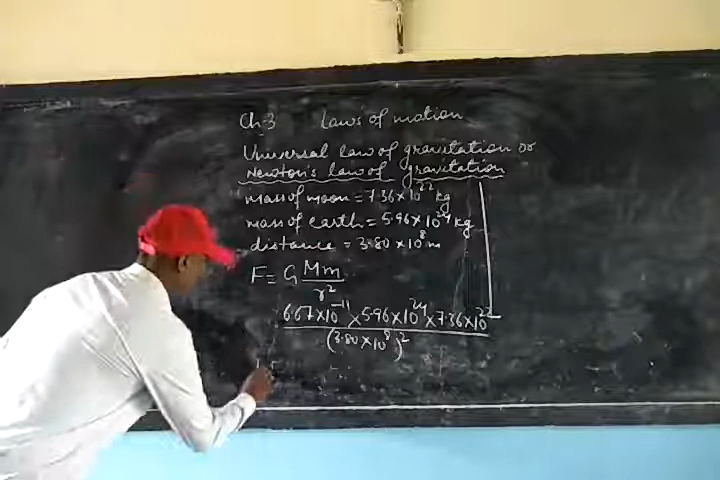 Ch-3 Laws of motion
Universal law of gravitation or
Newton's law of gravitation
mass of moon = 7.36 × 10²² kg
mass of earth = 5.96 × 10²⁴ kg
distance = 3.80 × 10⁸ m
F = G Mm
r²
6.67 × 10⁻¹¹ × 5.96 × 10²⁴ × 7.36 × 10²²
(3.80 × 10⁸)²